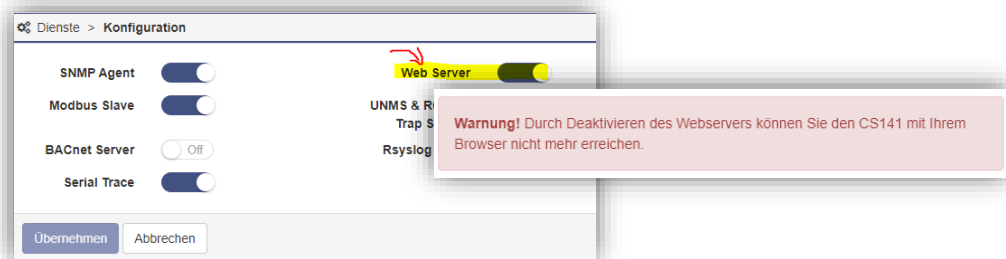 Dienste > Konfiguration
SNMP Agent
Web Server
Modbus Slave
UNMS &
Trap
BACnet Server
Off
Rsyslog
Serial Trace
Übernehmen
Abbrechen
Warnung! Durch Deaktivieren des Webservers können Sie den CS141 mit Ihrem
Browser nicht mehr erreichen.